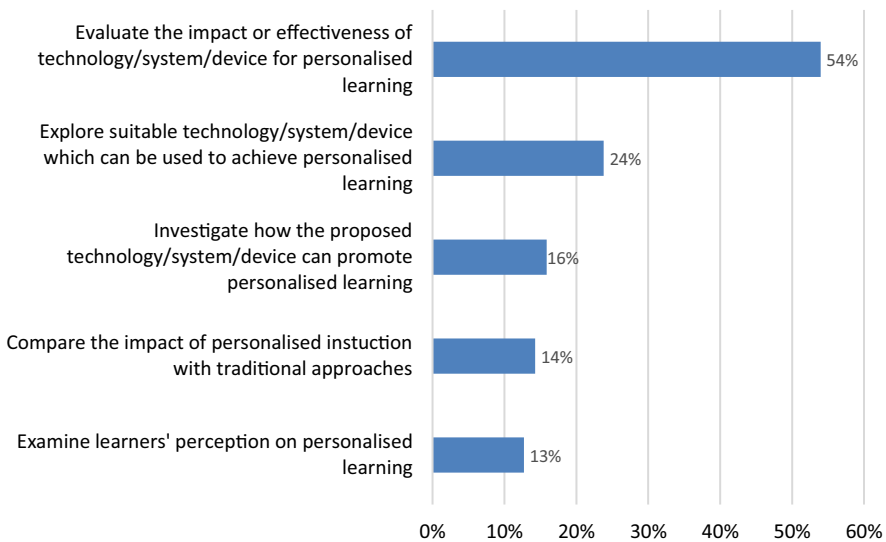 Evaluate the impact or effectiveness of
technology/system/device for personalised
learning
54%
Explore suitable technology/system/device
which can be used to achieve personalised
learning
24%
Investigate how the proposed
technology/system/device can promote
personalised learning
16%
Compare the impact of personalised instuction
with traditional approaches
14%
Examine learners' perception on personalised
learning
13%
0% 10% 20% 30% 40% 50% 60%